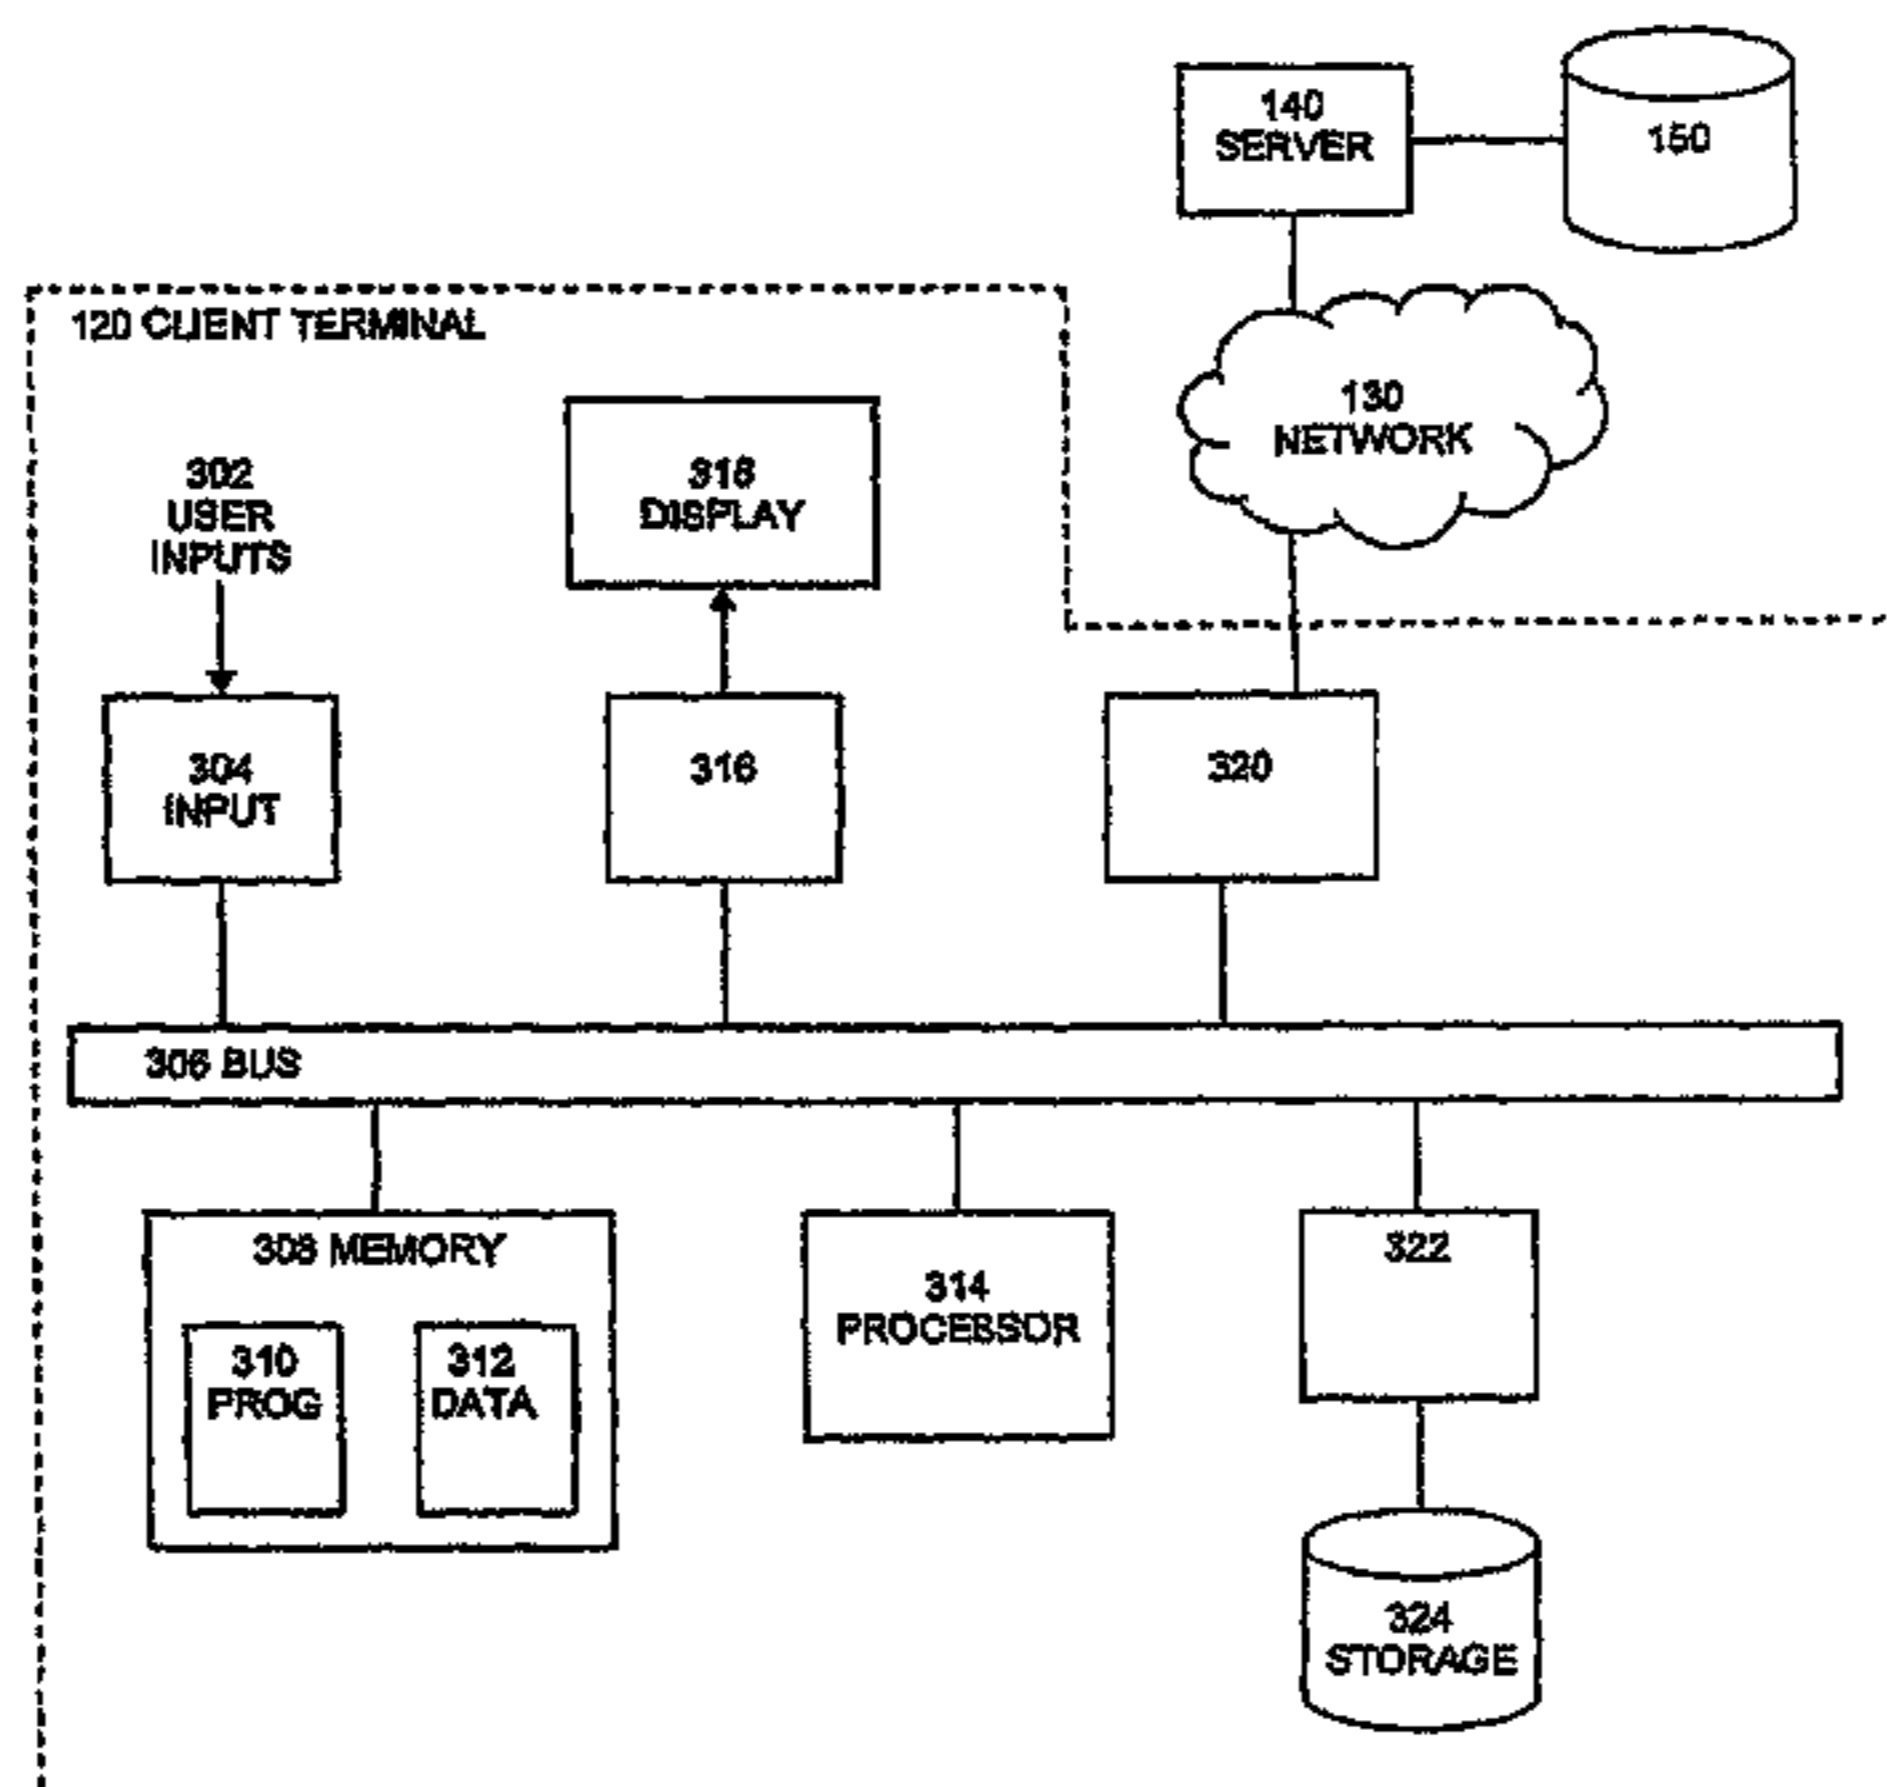 140
SERVER
150
120 CLIENT TERMINAL
130
NETWORK
302
USER
INPUTS
318
DISPLAY
304
INPUT
316
320
306 BUS
308 MEMORY
310
PROG
312
DATA
314
PROCESSOR
322
324
STORAGE